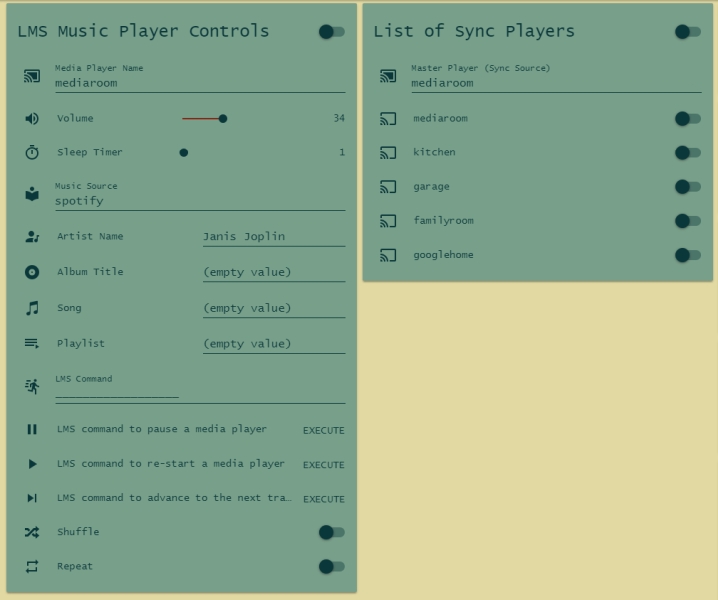 LMS Music Player Controls
Media Player Name
mediaroom
Volume 34
Sleep Timer 1
Music Source
spotify
Artist Name Janis Joplin
Album Title (empty value)
Song (empty value)
Playlist (empty value)
LMS Command
LMS command to pause a media player EXECUTE
LMS command to re-start a media player EXECUTE
LMS command to advance to the next tra... EXECUTE
Shuffle
Repeat
List of Sync Players
Master Player (Sync Source)
mediaroom
mediaroom
kitchen
garage
familyroom
googlehome